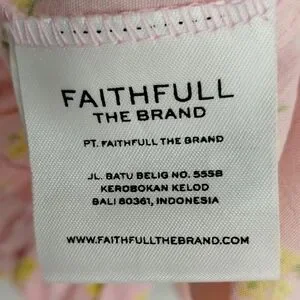 FAITHFULL
THE BRAND
PT. FAITHFULL THE BRAND
JL. BATU BELIG NO. 555B
KEROBOKAN KELOD
BALI 80361, INDONESIA
WWW.FAITHFULLTHEBRAND.COM